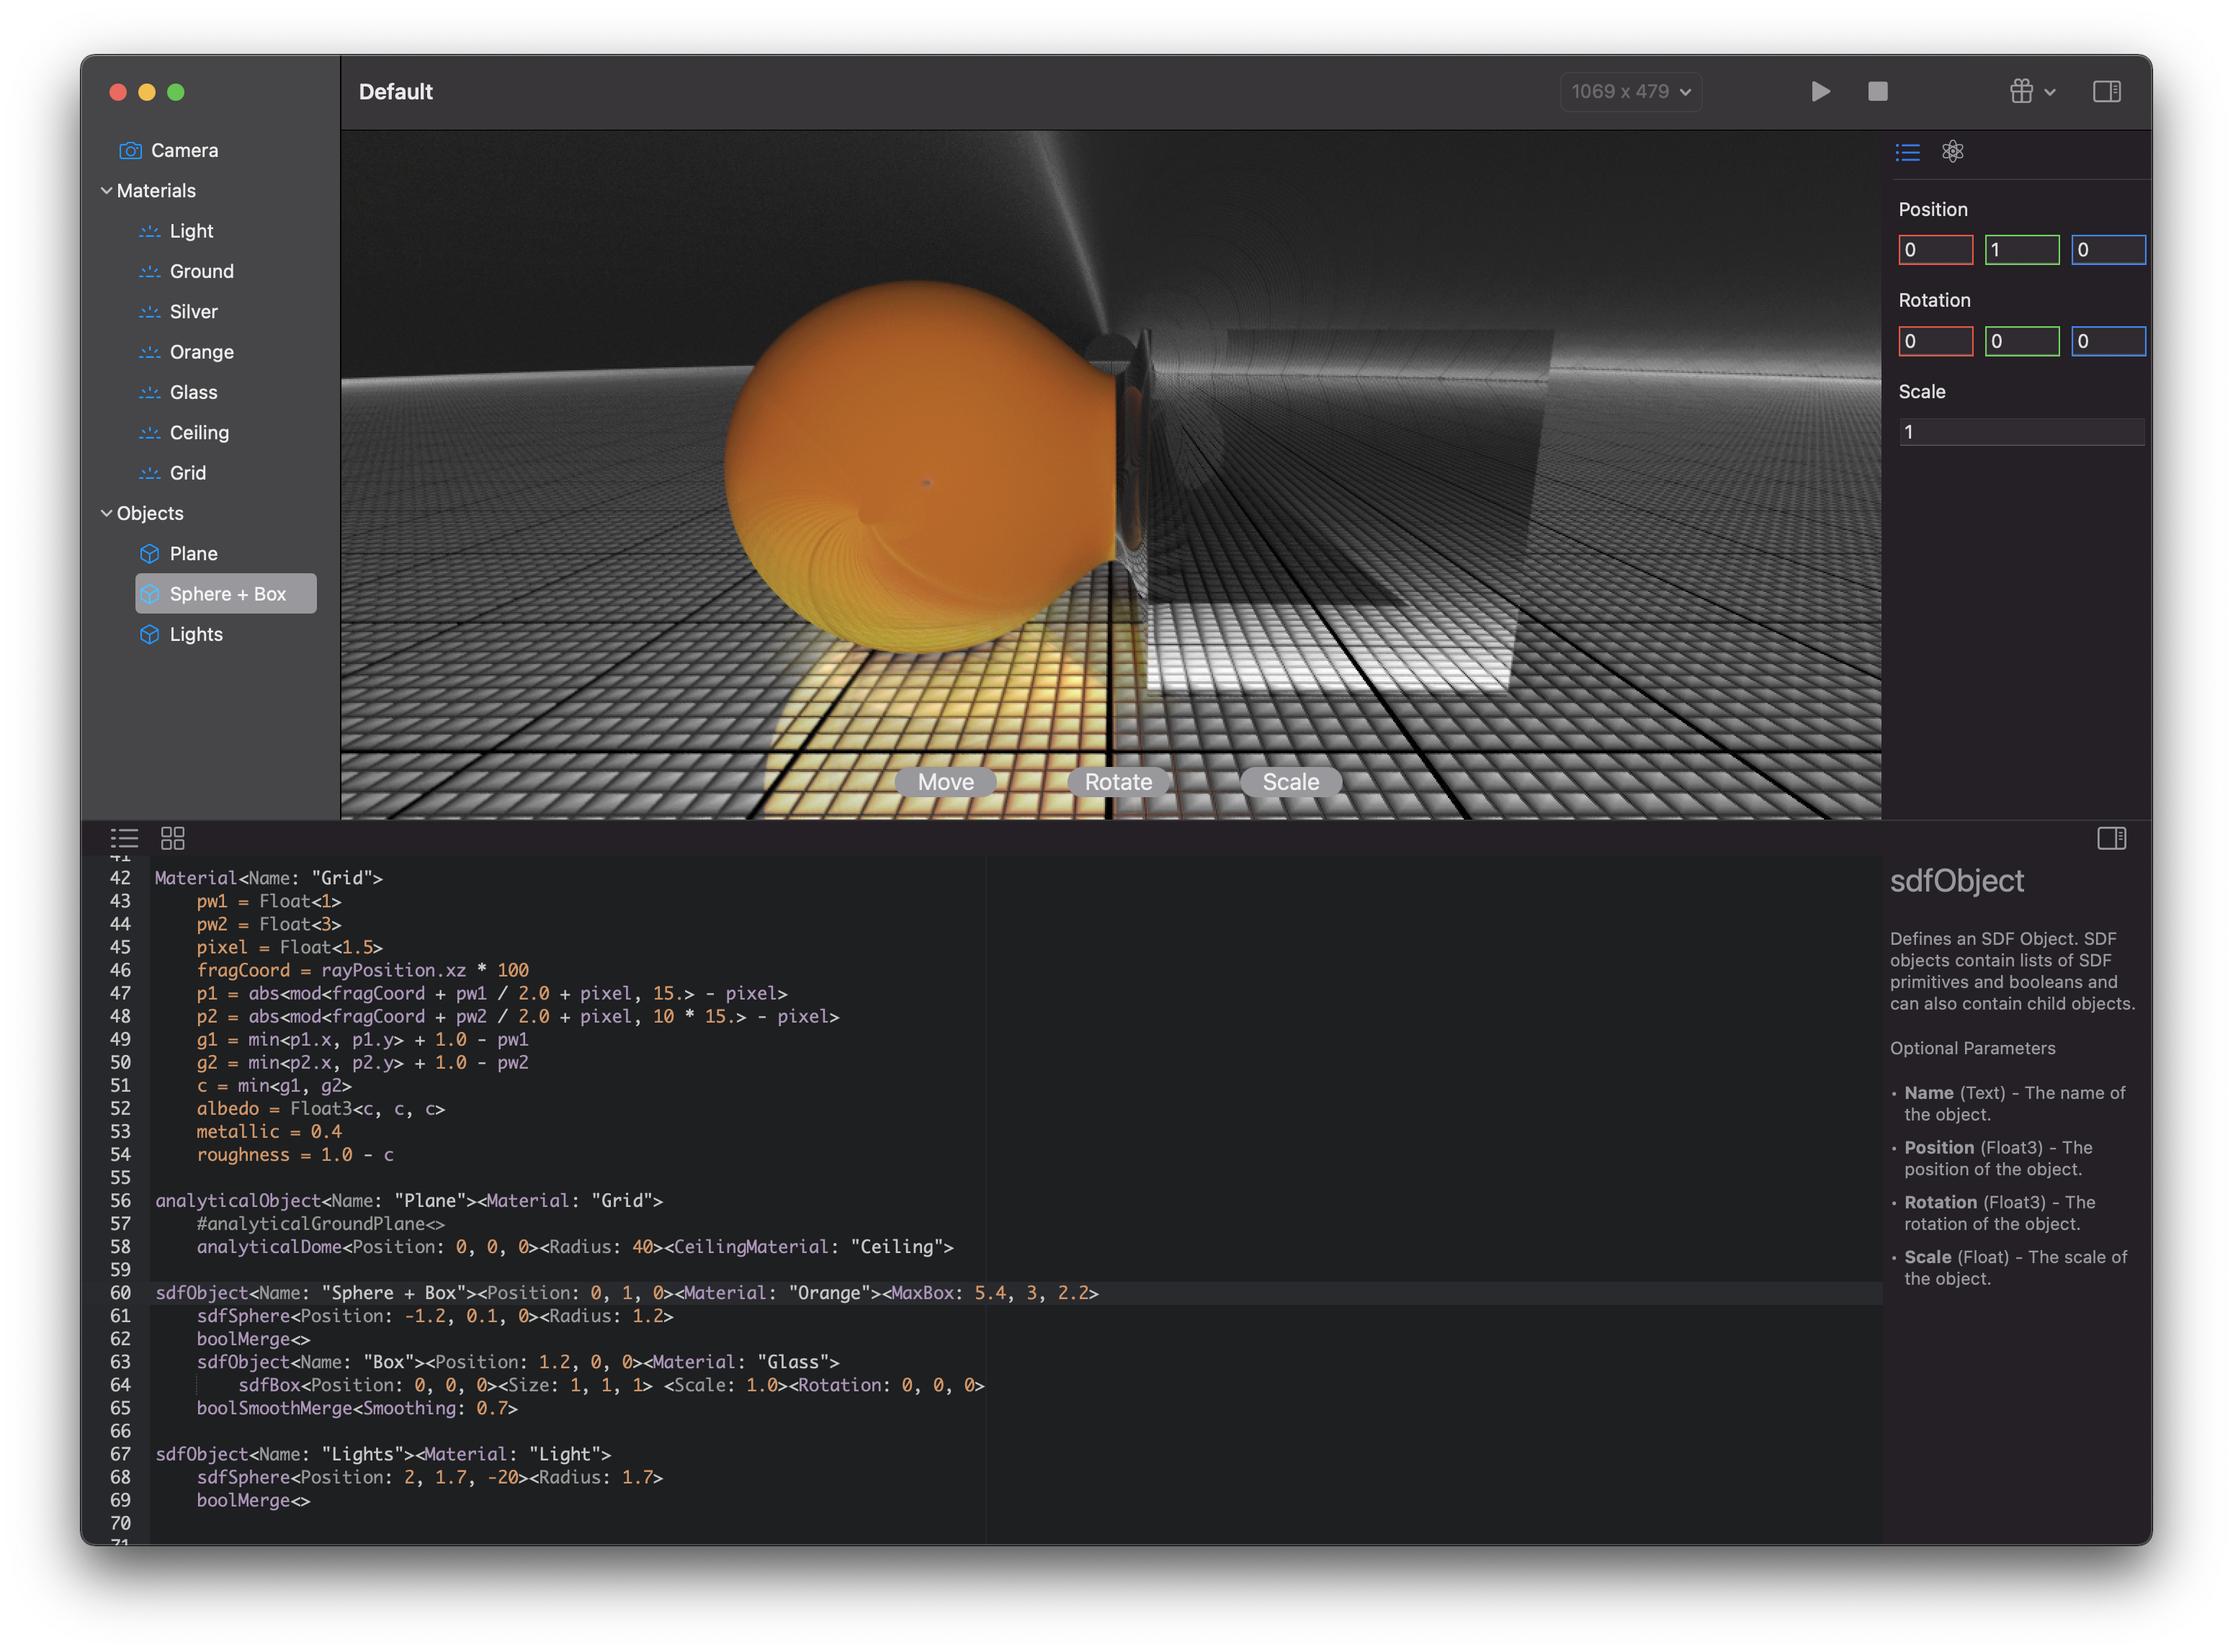 Default
1069 x 479
Camera
Materials
Light
Ground
Silver
Orange
Glass
Ceiling
Grid
Objects
Plane
Sphere + Box
Lights
Move
Rotate
Scale
Position
0 1 0
Rotation
0 0 0
Scale
1
41
42 Material<Name: "Grid">
43 pw1 = Float<1>
44 pw2 = Float<3>
45 pixel = Float<1.5>
46 fragCoord = rayPosition.xz * 100
47 p1 = abs<mod<fragCoord + pw1 / 2.0 + pixel, 15.> - pixel>
48 p2 = abs<mod<fragCoord + pw2 / 2.0 + pixel, 10 * 15.> - pixel>
49 g1 = min<p1.x, p1.y> + 1.0 - pw1
50 g2 = min<p2.x, p2.y> + 1.0 - pw2
51 c = min<g1, g2>
52 albedo = Float3<c, c, c>
53 metallic = 0.4
54 roughness = 1.0 - c
55
56 analyticalObject<Name: "Plane"><Material: "Grid">
57 #analyticalGroundPlane<>
58 analyticalDome<Position: 0, 0, 0><Radius: 40><CeilingMaterial: "Ceiling">
59
60 sdfObject<Name: "Sphere + Box"><Position: 0, 1, 0><Material: "Orange"><MaxBox: 5.4, 3, 2.2>
61 sdfSphere<Position: -1.2, 0.1, 0><Radius: 1.2>
62 boolMerge<>
63 sdfObject<Name: "Box"><Position: 1.2, 0, 0><Material: "Glass">
64 sdfBox<Position: 0, 0, 0><Size: 1, 1, 1> <Scale: 1.0><Rotation: 0, 0, 0>
65 boolSmoothMerge<Smoothing: 0.7>
66
67 sdfObject<Name: "Lights"><Material: "Light">
68 sdfSphere<Position: 2, 1.7, -20><Radius: 1.7>
69 boolMerge<>
70
71
sdfObject
Defines an SDF Object. SDF
objects contain lists of SDF
primitives and booleans and
can also contain child objects.
Optional Parameters
• Name (Text) - The name of
the object.
• Position (Float3) - The
position of the object.
• Rotation (Float3) - The
rotation of the object.
• Scale (Float) - The scale of
the object.